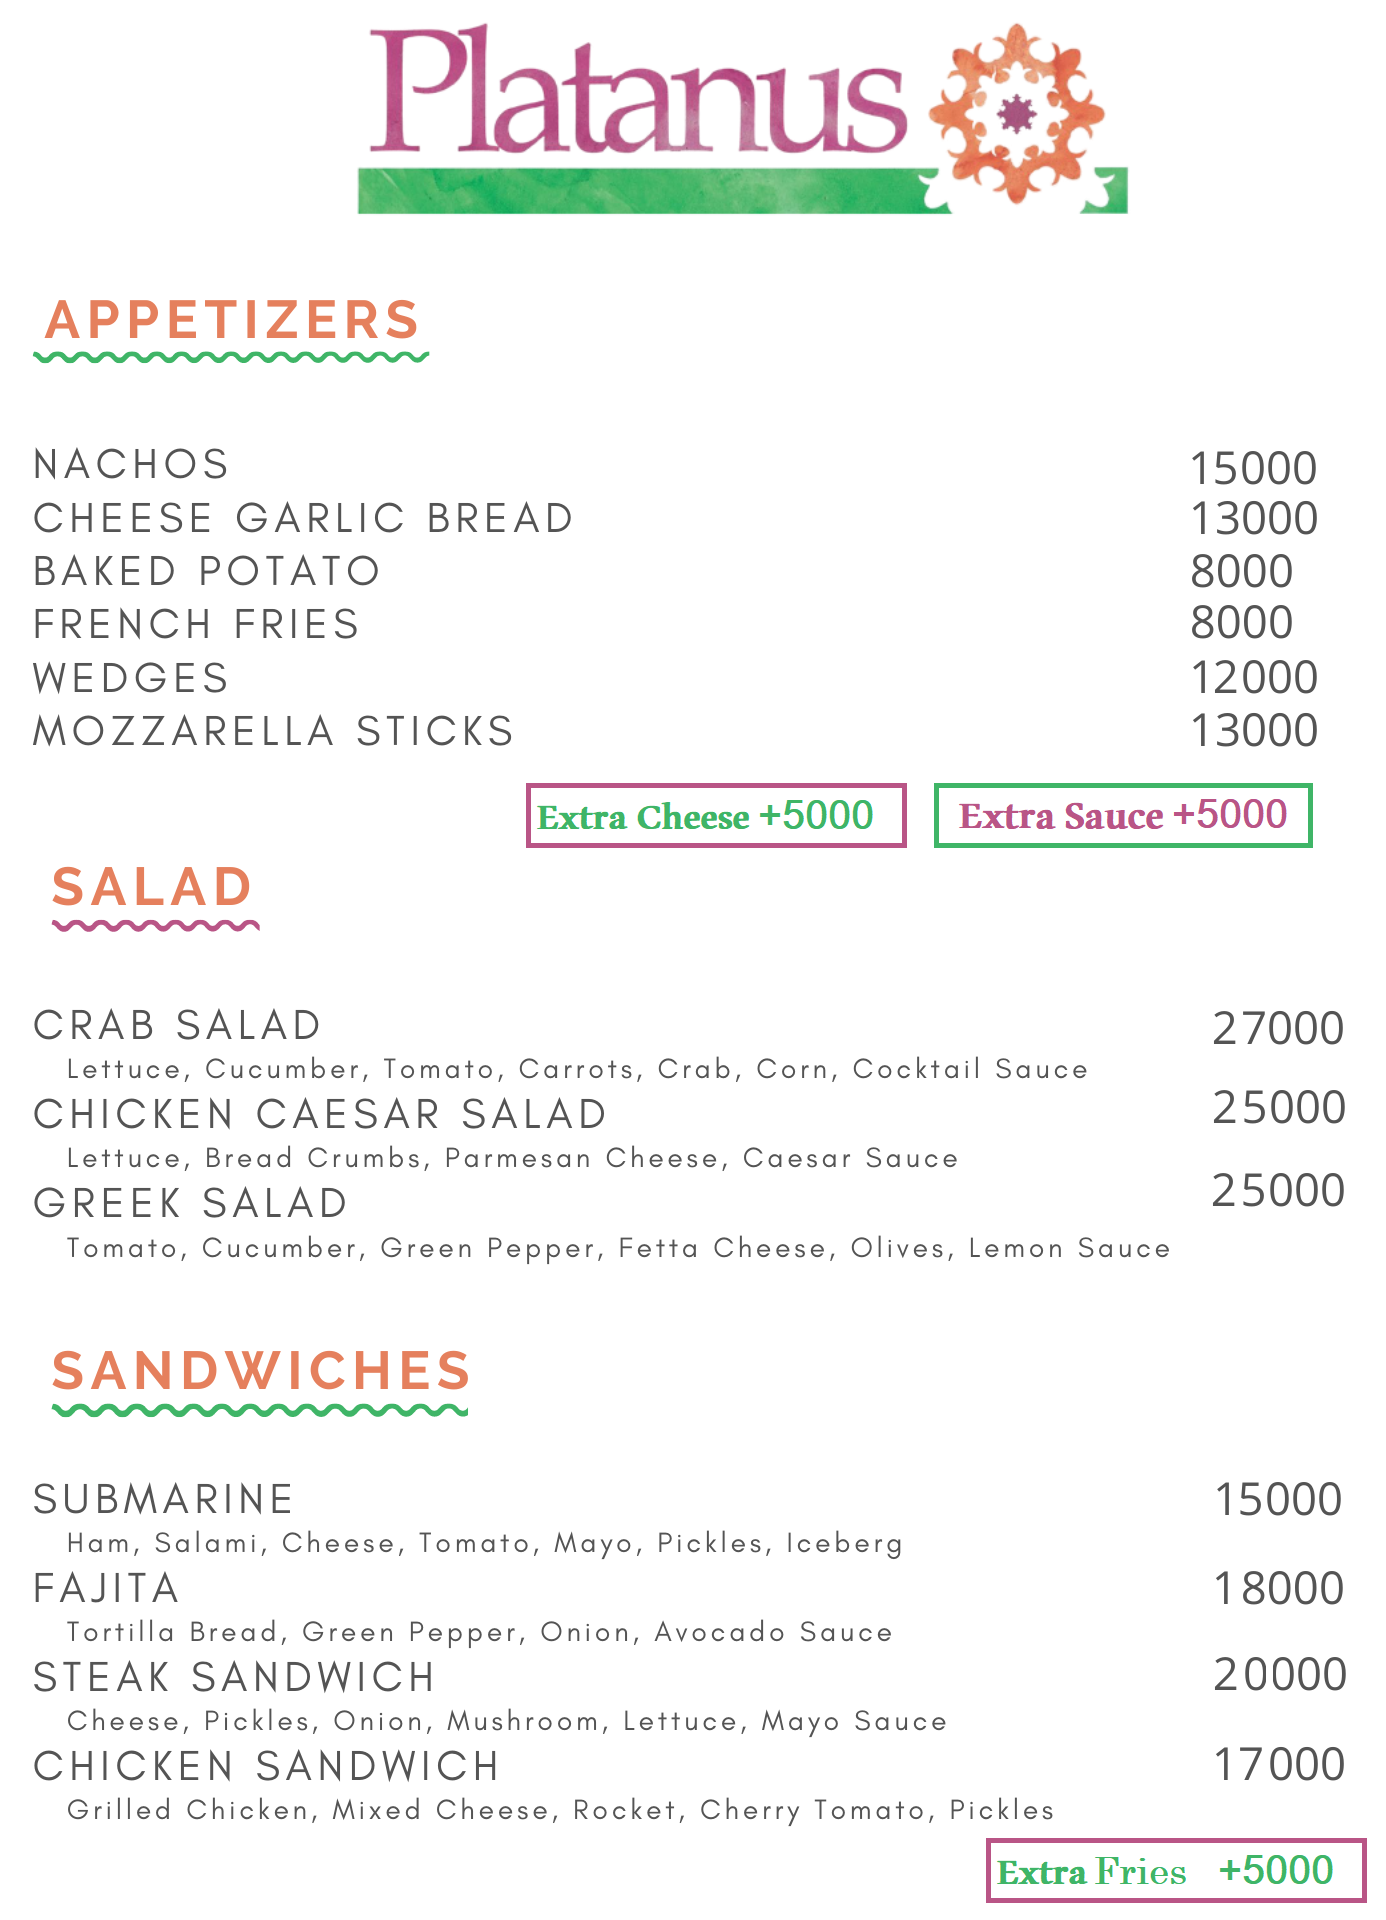 Platanus
APPETIZERS
NACHOS 15000
CHEESE GARLIC BREAD 13000
BAKED POTATO 8000
FRENCH FRIES 8000
WEDGES 12000
MOZZARELLA STICKS 13000
Extra Cheese +5000 Extra Sauce +5000
SALAD
CRAB SALAD 27000
Lettuce, Cucumber, Tomato, Carrots, Crab, Corn, Cocktail Sauce
CHICKEN CAESAR SALAD 25000
Lettuce, Bread Crumbs, Parmesan Cheese, Caesar Sauce
GREEK SALAD 25000
Tomato, Cucumber, Green Pepper, Fetta Cheese, Olives, Lemon Sauce
SANDWICHES
SUBMARINE 15000
Ham, Salami, Cheese, Tomato, Mayo, Pickles, Iceberg
FAJITA 18000
Tortilla Bread, Green Pepper, Onion, Avocado Sauce
STEAK SANDWICH 20000
Cheese, Pickles, Onion, Mushroom, Lettuce, Mayo Sauce
CHICKEN SANDWICH 17000
Grilled Chicken, Mixed Cheese, Rocket, Cherry Tomato, Pickles
Extra Fries +5000